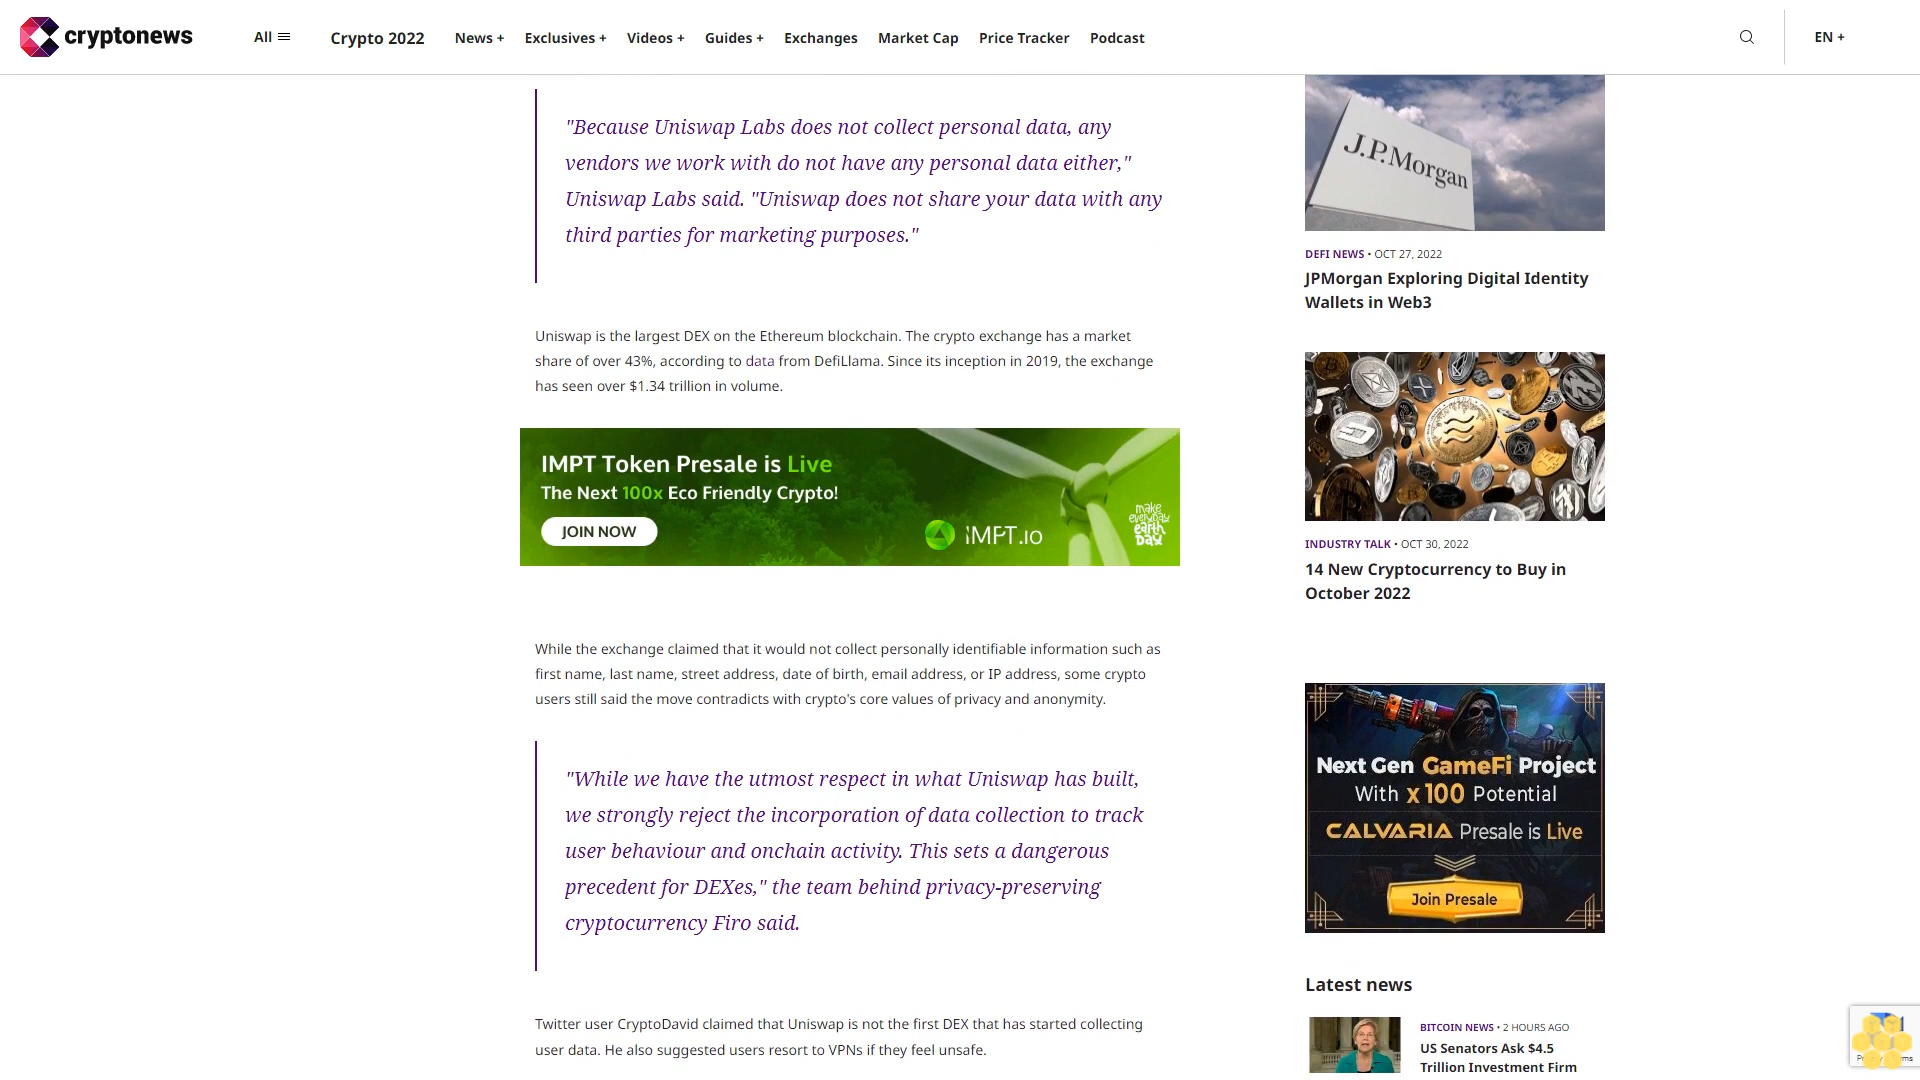 cryptonews
All
Crypto 2022
News +
Exclusives +
Videos +
Guides +
Exchanges
Market Cap
Price Tracker
Podcast
EN +
"Because Uniswap Labs does not collect personal data, any
vendors we work with do not have any personal data either,"
Uniswap Labs said. "Uniswap does not share your data with any
third parties for marketing purposes."
Uniswap is the largest DEX on the Ethereum blockchain. The crypto exchange has a market
share of over 43%, according to data from DefiLlama. Since its inception in 2019, the exchange
has seen over $1.34 trillion in volume.
IMPT Token Presale is Live
The Next 100x Eco Friendly Crypto!
JOIN NOW
IMPT.io
make
everyday
earth
day
While the exchange claimed that it would not collect personally identifiable information such as
first name, last name, street address, date of birth, email address, or IP address, some crypto
users still said the move contradicts with crypto's core values of privacy and anonymity.
"While we have the utmost respect in what Uniswap has built,
we strongly reject the incorporation of data collection to track
user behaviour and onchain activity. This sets a dangerous
precedent for DEXes," the team behind privacy-preserving
cryptocurrency Firo said.
Twitter user CryptoDavid claimed that Uniswap is not the first DEX that has started collecting
user data. He also suggested users resort to VPNs if they feel unsafe.
J.P.Morgan
DEFI NEWS • OCT 27, 2022
JPMorgan Exploring Digital Identity
Wallets in Web3
INDUSTRY TALK • OCT 30, 2022
14 New Cryptocurrency to Buy in
October 2022
Next Gen GameFi Project
With x100 Potential
CALVARIA Presale is Live
Join Presale
Latest news
BITCOIN NEWS • 2 HOURS AGO
US Senators Ask $4.5
Trillion Investment Firm